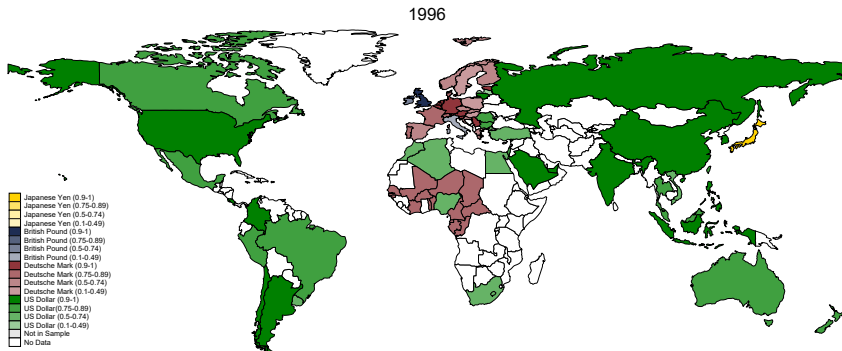 1996
Japanese Yen (0.9-1)
Japanese Yen (0.75-0.89)
Japanese Yen (0.5-0.74)
Japanese Yen (0.1-0.49)
British Pound (0.9-1)
British Pound (0.75-0.89)
British Pound (0.5-0.74)
British Pound (0.1-0.49)
Deutsche Mark (0.9-1)
Deutsche Mark (0.75-0.89)
Deutsche Mark (0.5-0.74)
Deutsche Mark (0.1-0.49)
US Dollar (0.9-1)
US Dollar(0.75-0.89)
US Dollar (0.5-0.74)
US Dollar (0.1-0.49)
Not in Sample
No Data